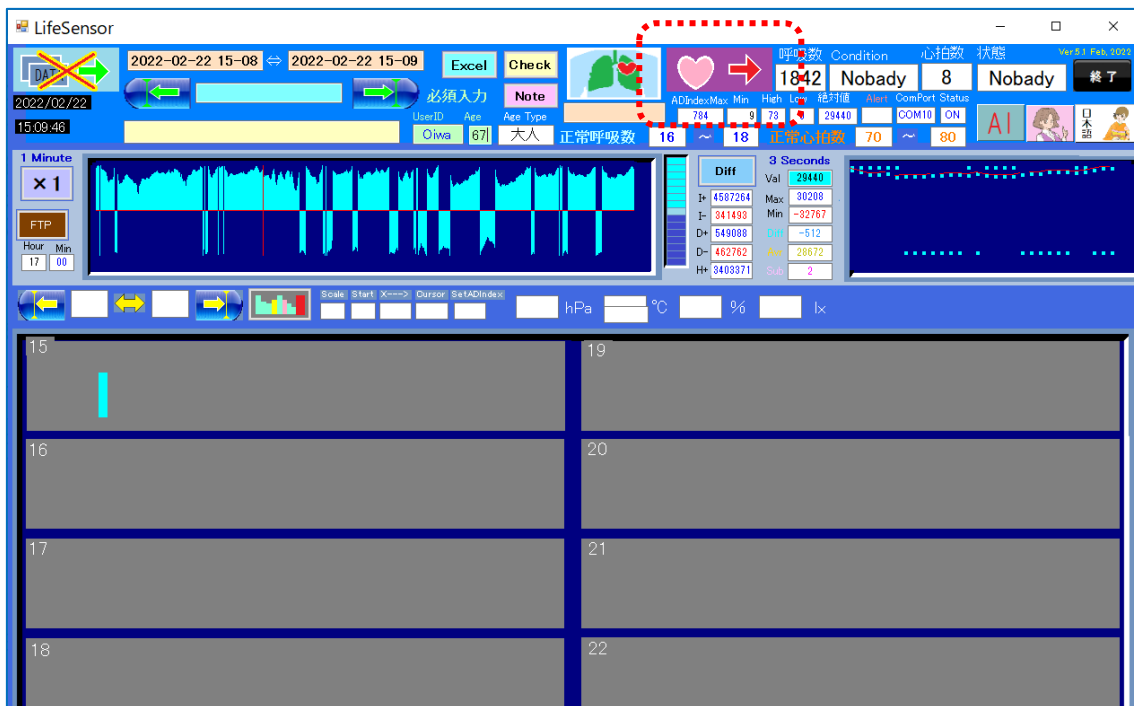 LifeSensor
DATA
2022-02-22 15-08 ⇔ 2022-02-22 15-09 Excel Check
呼吸数 Condition 心拍数 状態 Ver5.1 Feb, 2022
1842 Nobady 8 Nobady 終了
2022/02/22 必須入力 Note
ADIndexMax Min High Low 絶対値 Alert ComPort Status
784 9 73 29440 COM10 ON
15:09:46 UserID Age Age Type
Oiwa 67 大人 正常呼吸数 16 ～ 18 正常心拍数 70 ～ 80
AI 日本語
1 Minute
×1
FTP
Hour Min
17 00
Diff
I+ 4587264
I- 341493
D+ 549088
D- 462762
H+ 3403371
3 Seconds
Val 29440
Max 30208
Min -32767
Diff -512
28672
Sub 2
Scale Start X---> Cursor SetADIndex
hPa ℃ % lx
15 19
16 20
17 21
18 22